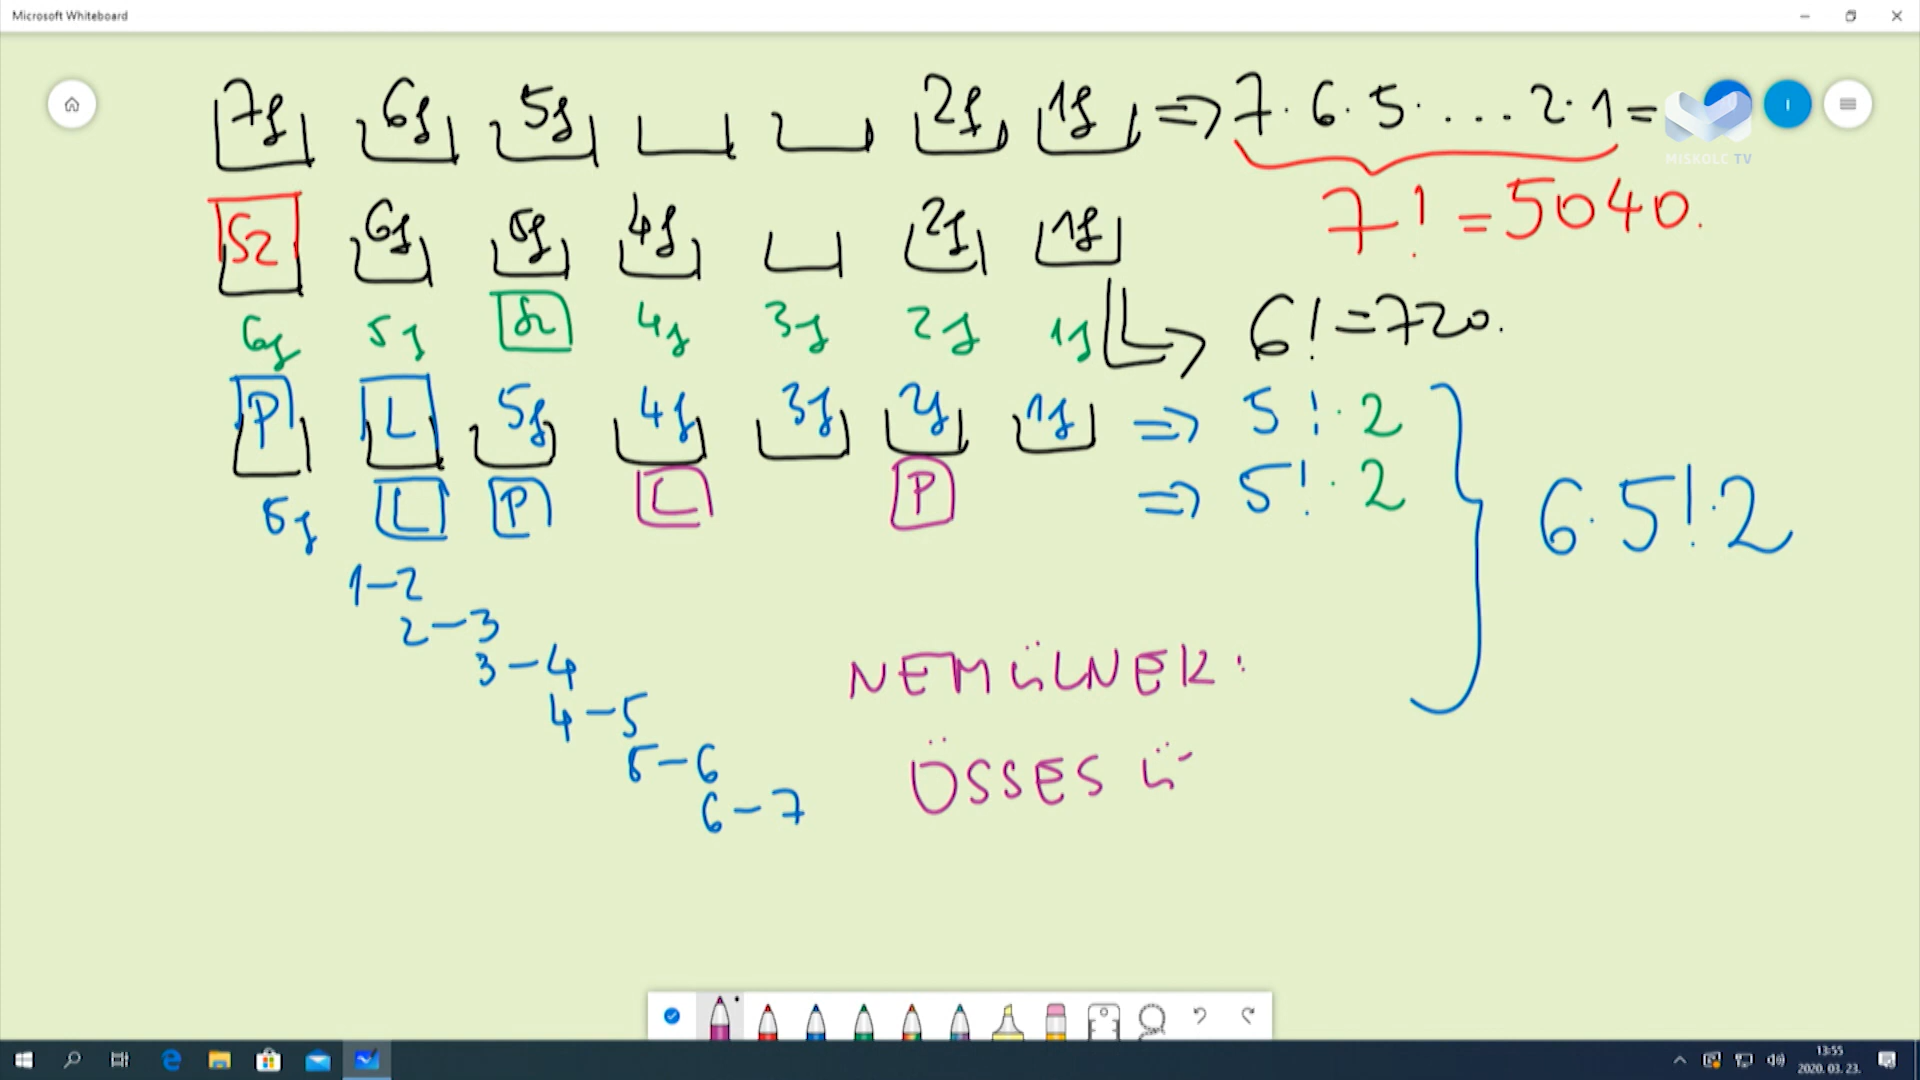 Microsoft Whiteboard
7f 6f 5f 2f 1f => 7 · 6 · 5 · ... 2 · 1 =
MISKOLC TV
7! = 5040.
Sz 6f 5f 4f 2f 1f
6f 5f Sz 4f 3f 2f 1f
6! = 720.
P L 5f 4f 3f 2f 1f => 5! · 2
5f L P L P => 5! · 2
6 · 5! · 2
1-2
2-3
3-4
4-5
5-6
6-7
NEM ÜLNEK:
ÖSSES Ü
13:55
2020. 03. 23.